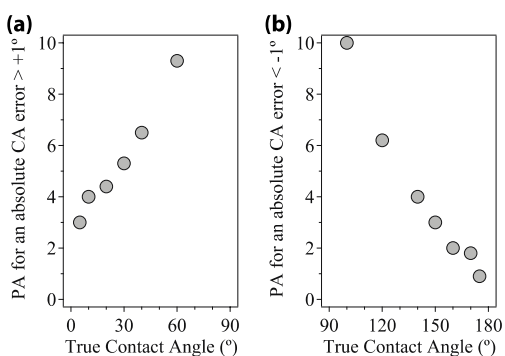 (a)
PA for an absolute CA error > +1º
10
8
6
4
2
0
0 30 60 90
True Contact Angle (º)
(b)
PA for an absolute CA error < -1º
10
8
6
4
2
0
90 120 150 180
True Contact Angle (º)